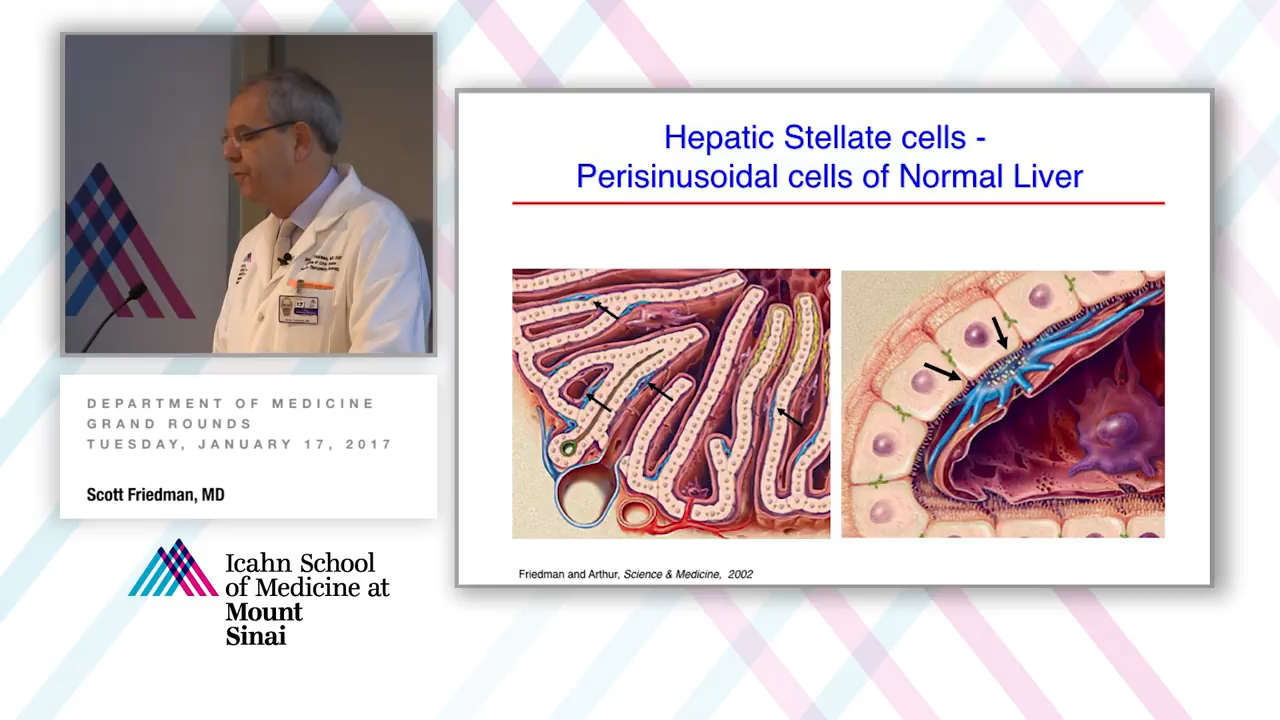 Hepatic Stellate cells -
Perisinusoidal cells of Normal Liver
DEPARTMENT OF MEDICINE
GRAND ROUNDS
TUESDAY, JANUARY 17, 2017
Scott Friedman, MD
Icahn School
of Medicine at
Mount
Sinai
Friedman and Arthur, Science & Medicine, 2002